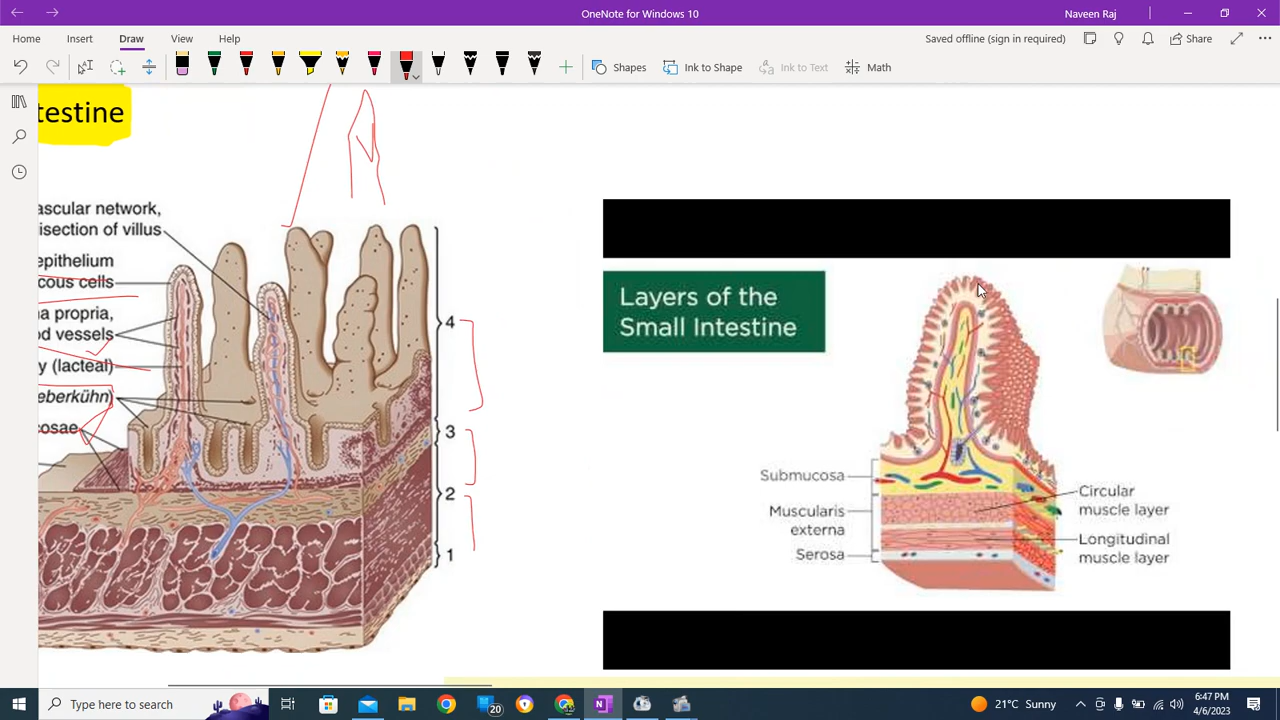 OneNote for Windows 10
Naveen Raj
Home
Insert
Draw
View
Help
Saved offline (sign in required)
Share
Shapes
Ink to Shape
Ink to Text
Math
testine
ascular network,
isection of villus
epithelium
cous cells
na propria,
od vessels
y (lacteal)
eberkühn)
cosae
4
3
2
1
Layers of the
Small Intestine
Submucosa
Muscularis
externa
Serosa
Circular
muscle layer
Longitudinal
muscle layer
Type here to search
20
21°C Sunny
6:47 PM
4/6/2023